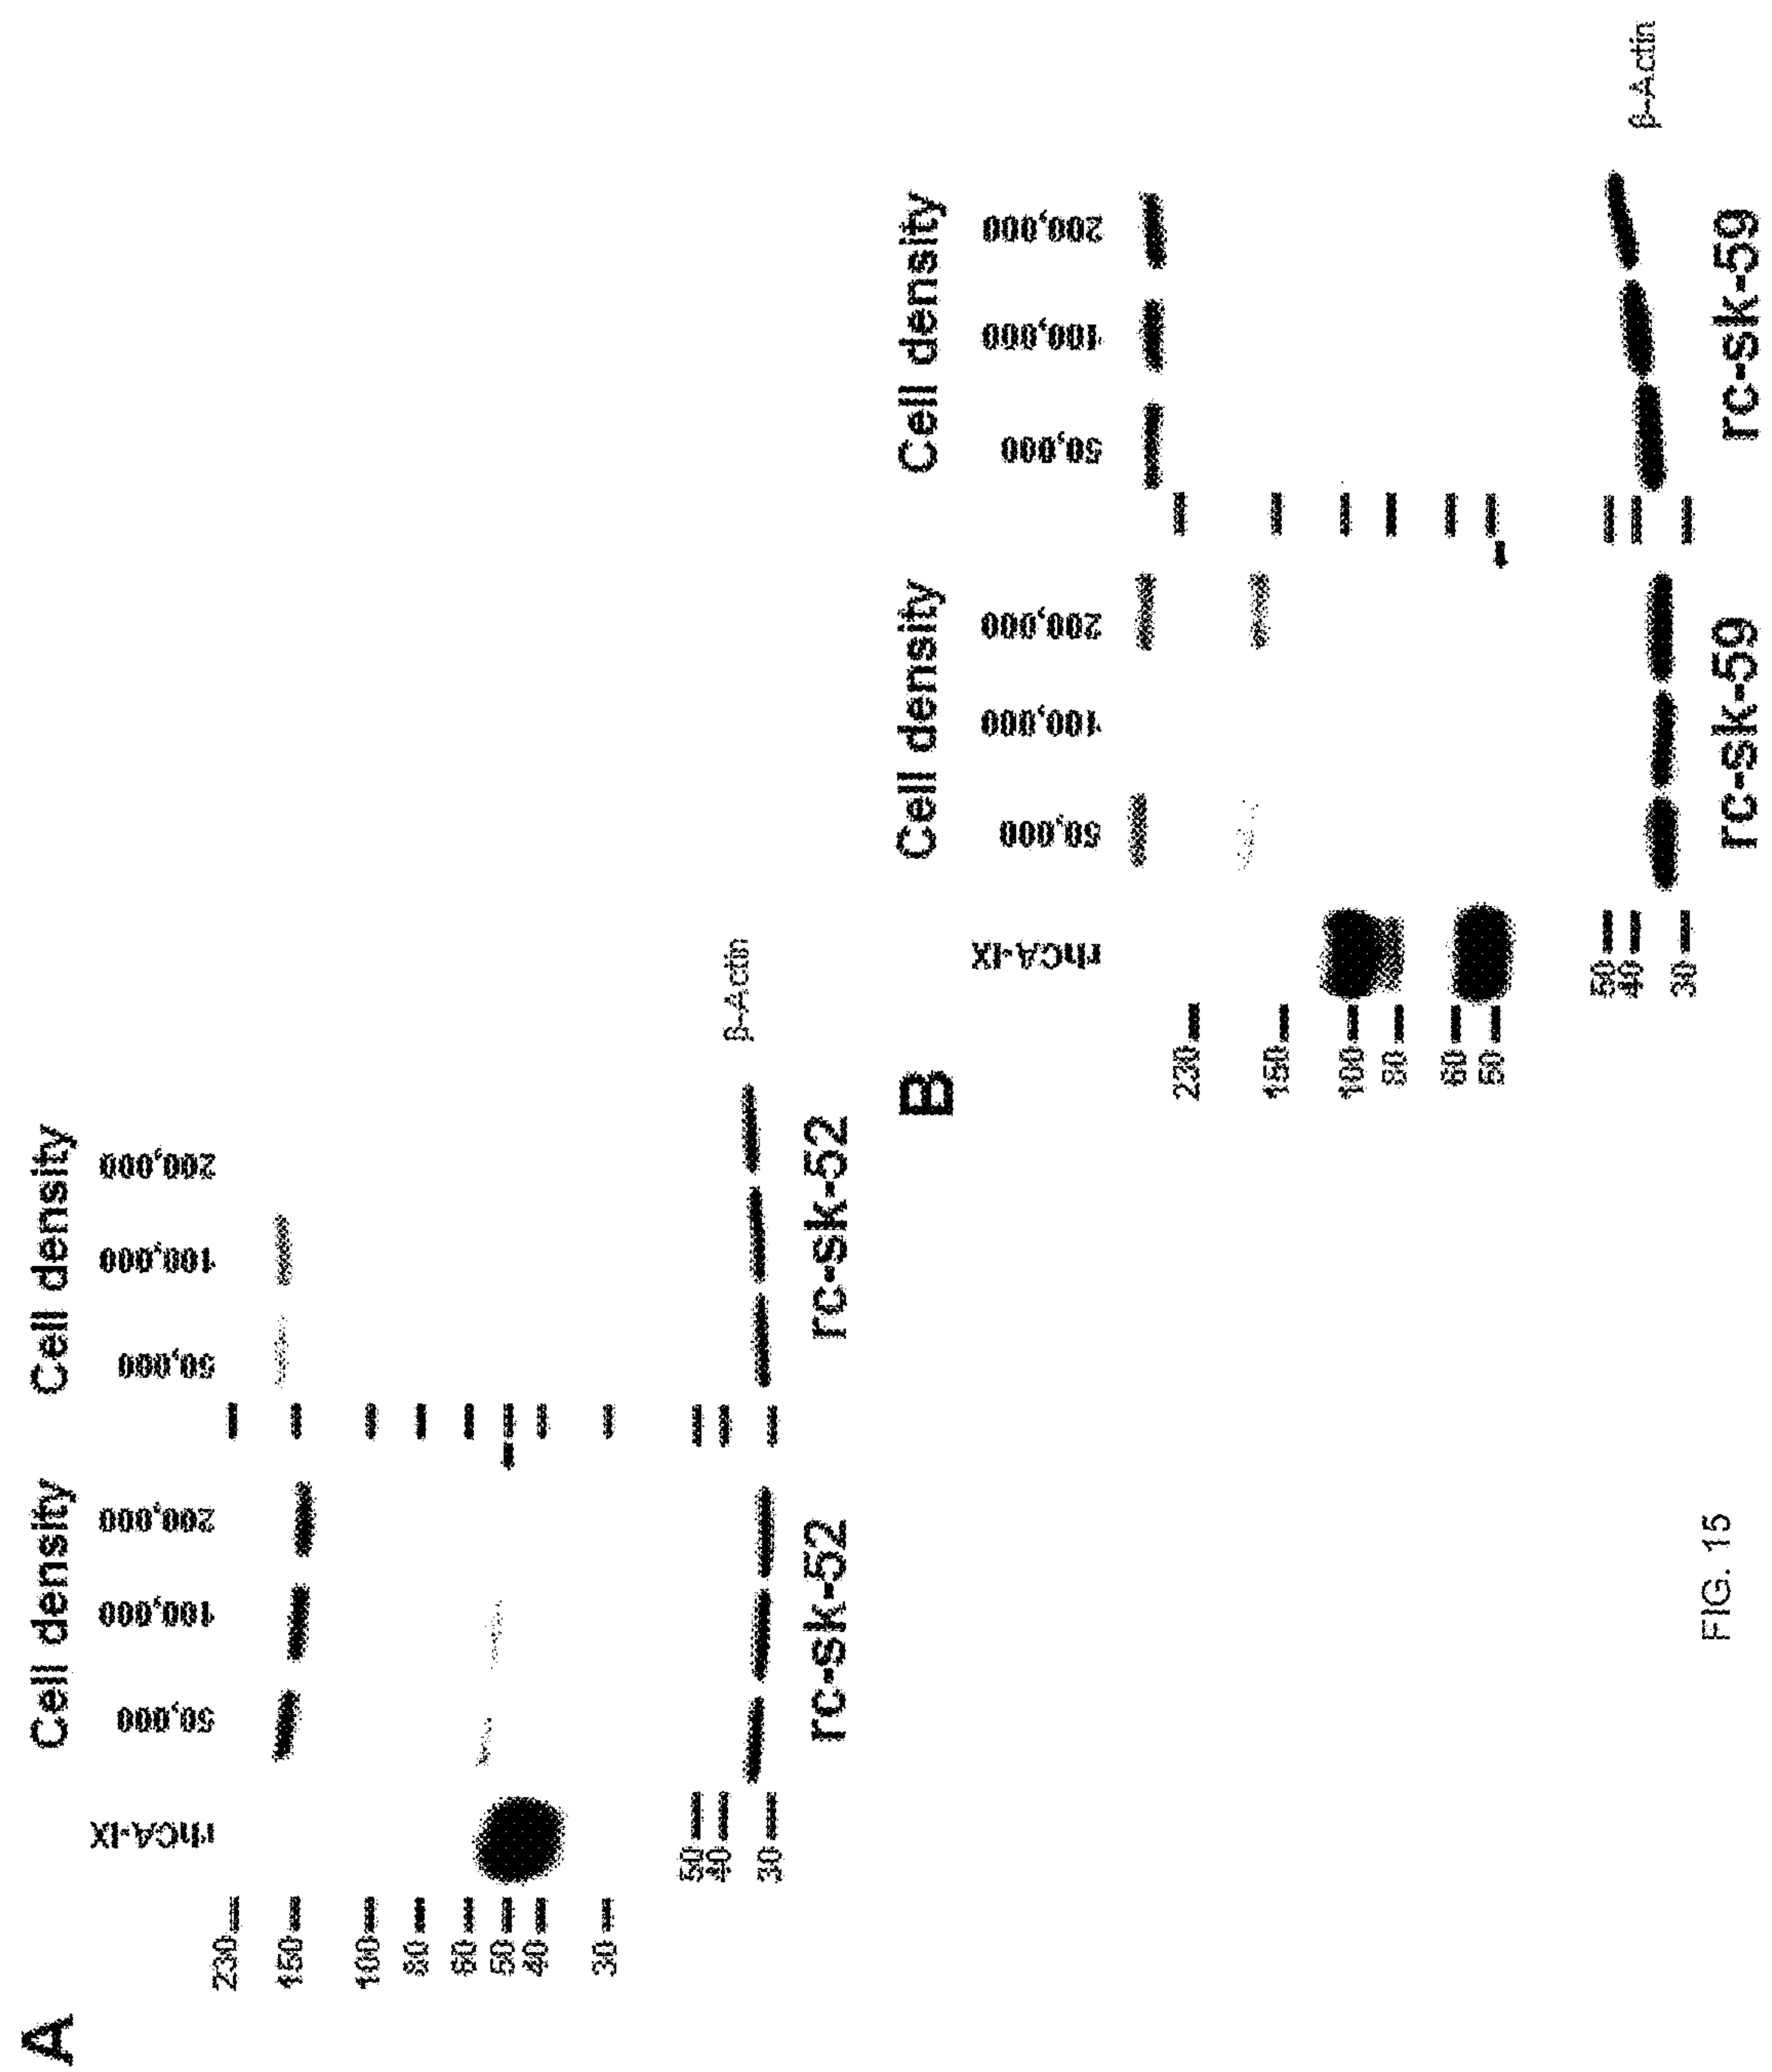 A
Cell density
Cell density
rhCA-IX
50,000
100,000
200,000
50,000
100,000
200,000
230
150
100
80
60
50
40
30
50
40
30
β-Actin
rc-sk-52
rc-sk-52
B
Cell density
Cell density
rhCA-IX
50,000
100,000
200,000
50,000
100,000
200,000
230
150
100
80
60
50
50
40
30
β-Actin
rc-sk-59
rc-sk-59
FIG. 15